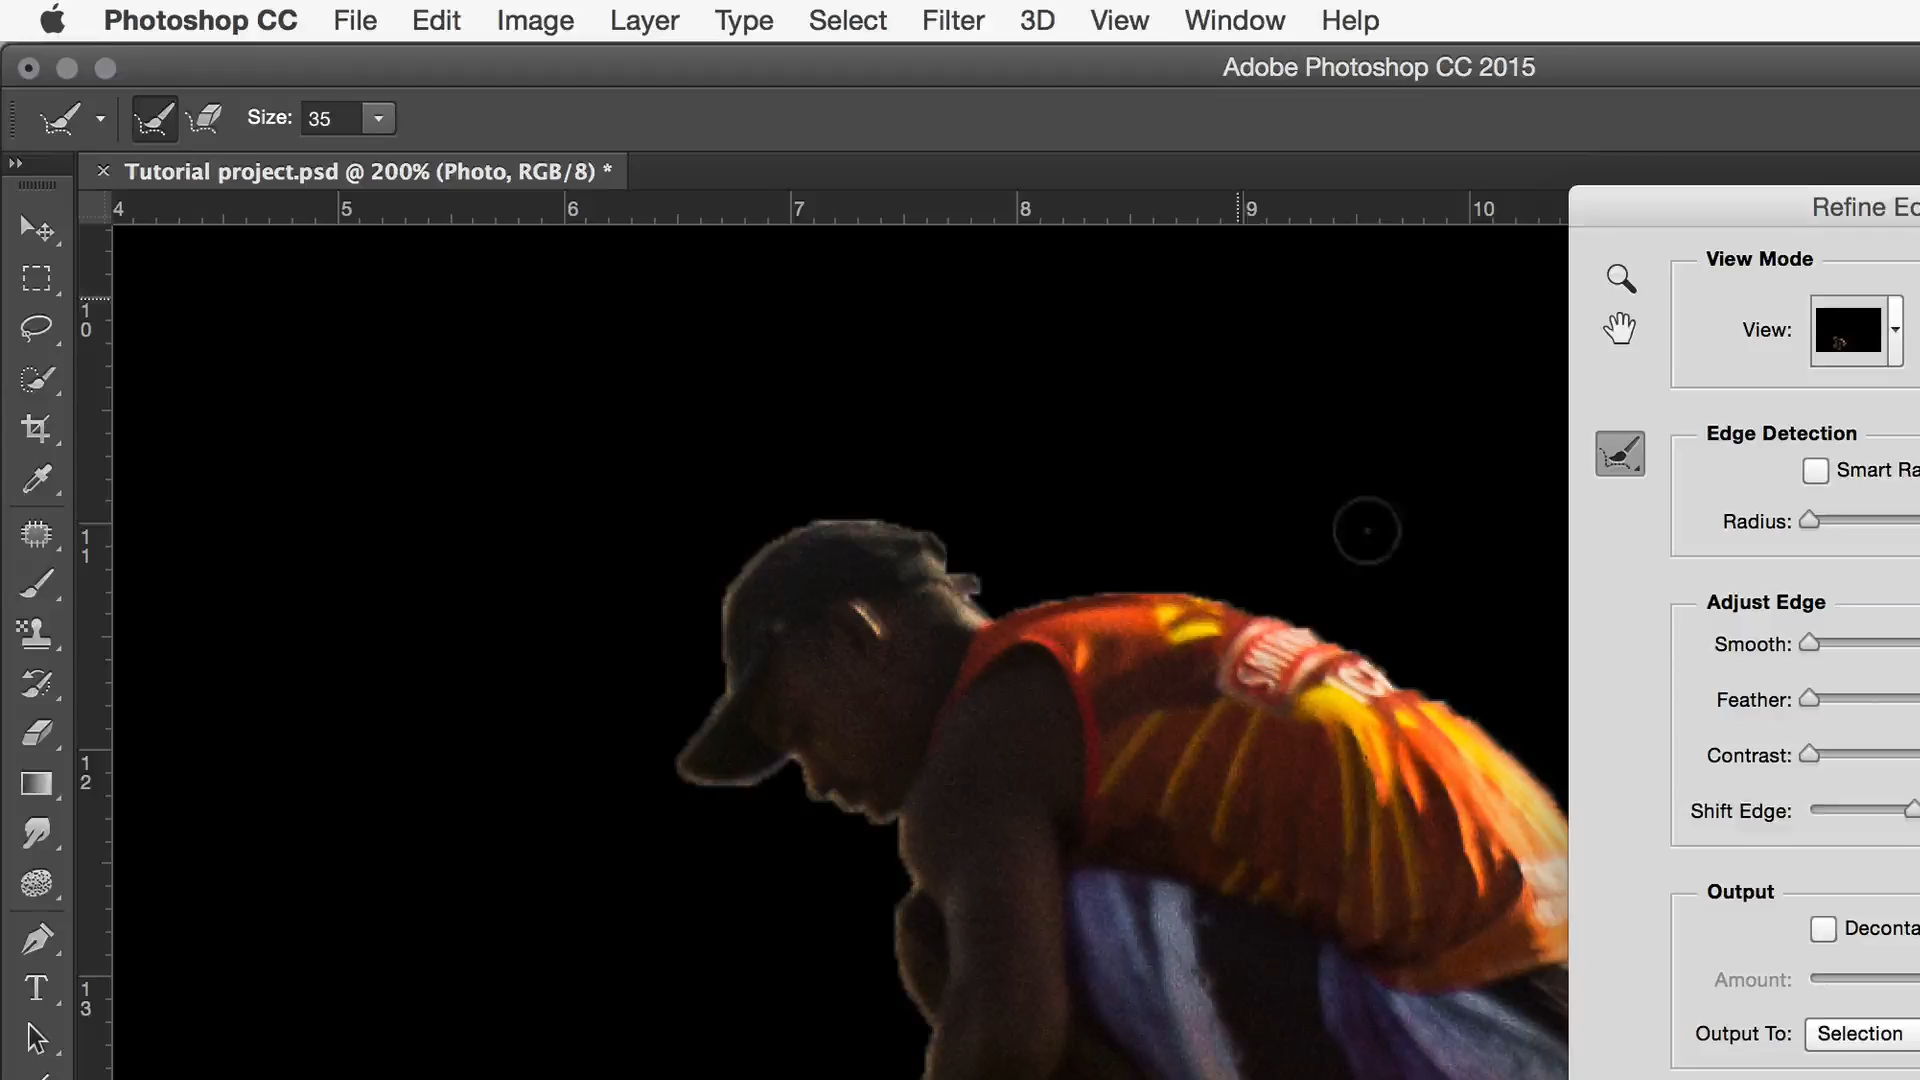 Photoshop CC File Edit Image Layer Type Select Filter 3D View Window Help
Adobe Photoshop CC 2015
Size: 35
Tutorial project.psd @ 200% (Photo, RGB/8) *
4 5 6 7 8 9 10
Refine Ed
View Mode
10
View:
Edge Detection
Smart Ra
Radius:
11
Adjust Edge
Smooth:
Feather:
Contrast:
12
Shift Edge:
Output
Deconta
Amount:
13
Output To: Selection